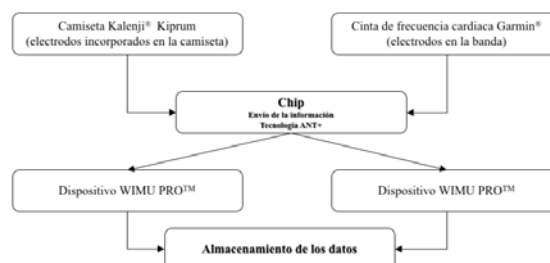 Camiseta Kalenji® Kiprum
(electrodos incorporados en la camiseta)
Cinta de frecuencia cardiaca Garmin®
(electrodos en la banda)
Chip
Envío de la información
Tecnología ANT+
Dispositivo WIMU PRO™
Dispositivo WIMU PRO™
Almacenamiento de los datos